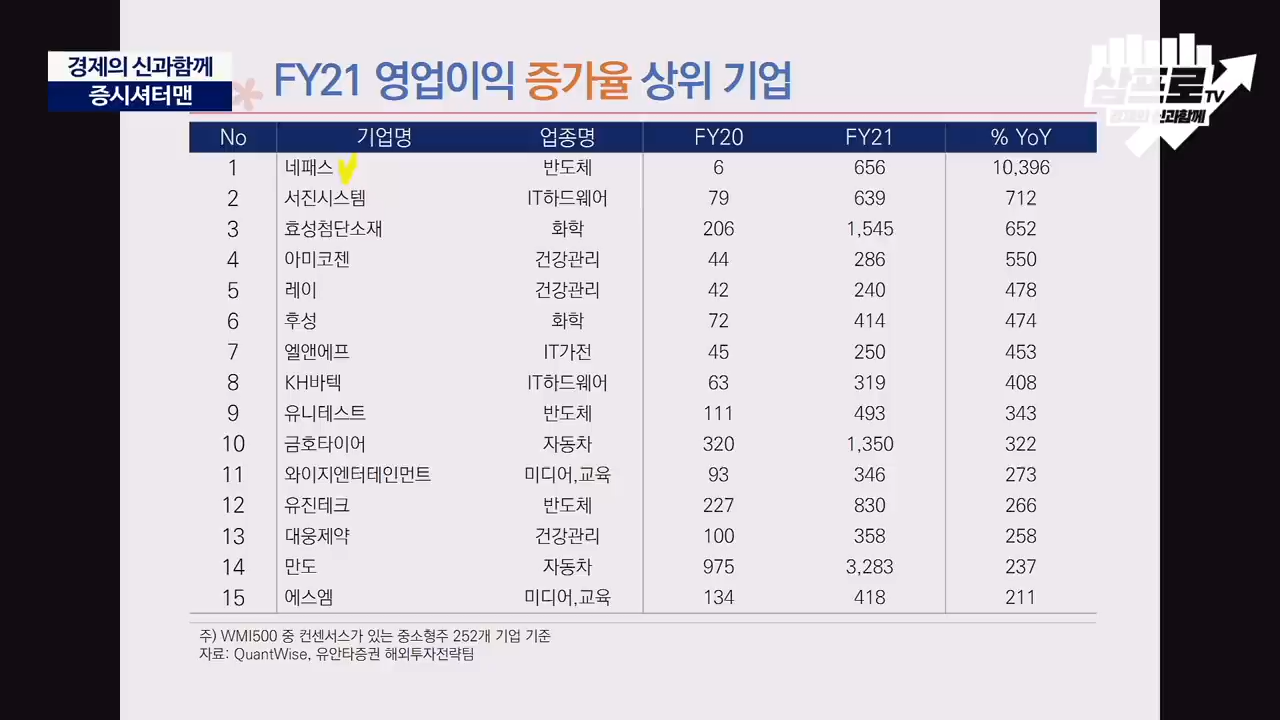 경제의 신과함께
증시셔터맨
삼프로TV
경제의 신과함께
FY21 영업이익 증가율 상위 기업
No 기업명 업종명 FY20 FY21 % YoY
1 네패스 반도체 6 656 10,396
2 서진시스템 IT하드웨어 79 639 712
3 효성첨단소재 화학 206 1,545 652
4 아미코젠 건강관리 44 286 550
5 레이 건강관리 42 240 478
6 후성 화학 72 414 474
7 엘앤에프 IT가전 45 250 453
8 KH바텍 IT하드웨어 63 319 408
9 유니테스트 반도체 111 493 343
10 금호타이어 자동차 320 1,350 322
11 와이지엔터테인먼트 미디어,교육 93 346 273
12 유진테크 반도체 227 830 266
13 대웅제약 건강관리 100 358 258
14 만도 자동차 975 3,283 237
15 에스엠 미디어,교육 134 418 211
주) WMI500 중 컨센서스가 있는 중소형주 252개 기업 기준
자료: QuantWise, 유안타증권 해외투자전략팀